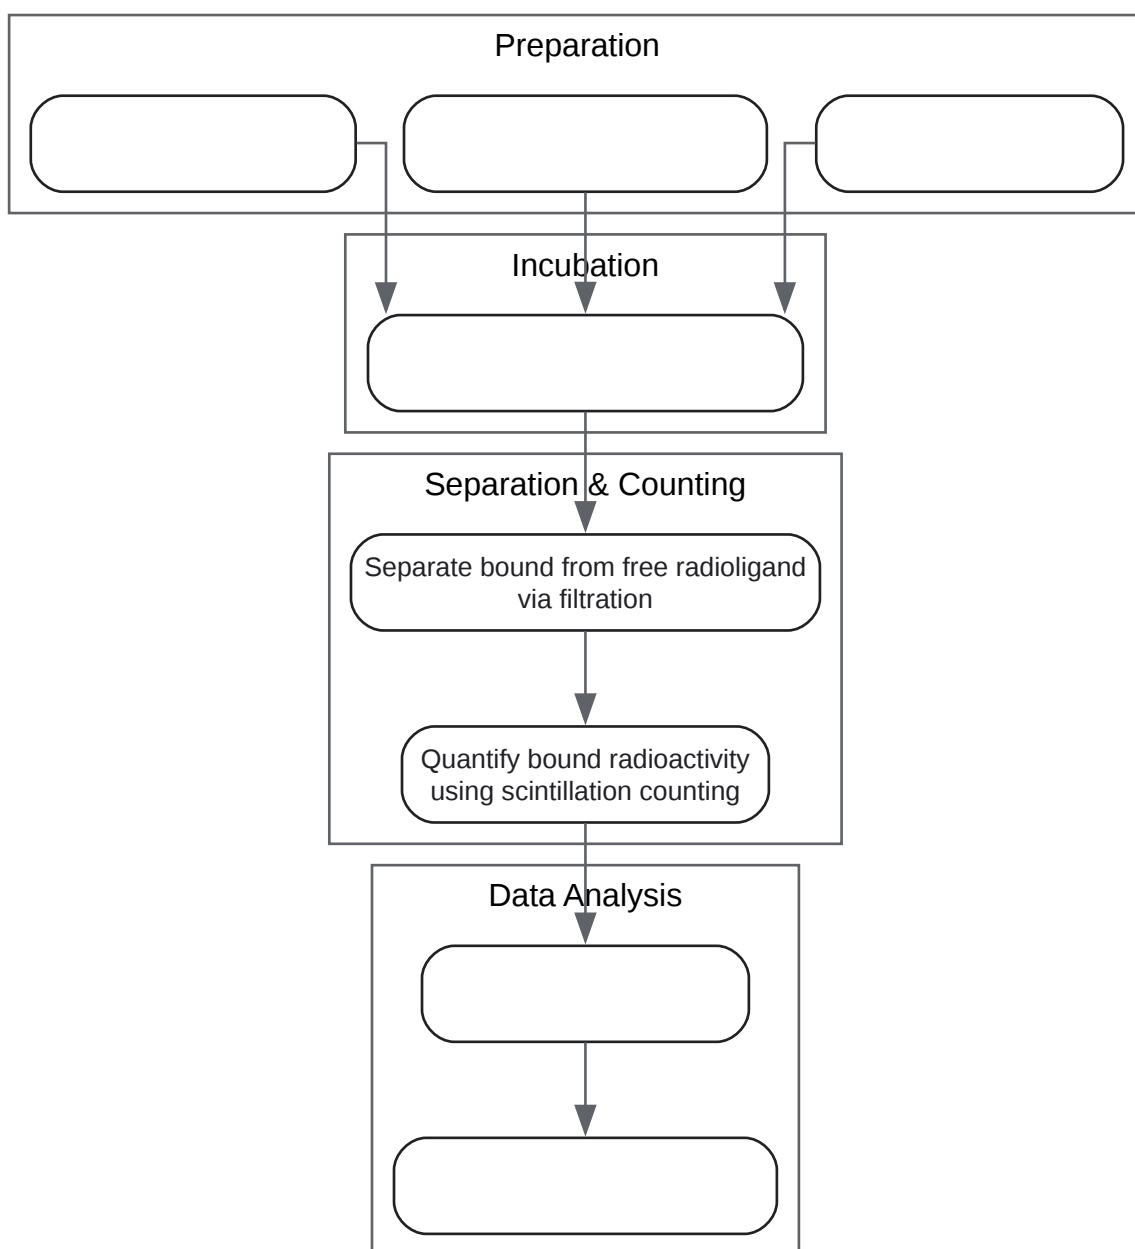 Preparation
Incubation
Separation & Counting
Separate bound from free radioligand
via filtration
Quantify bound radioactivity
using scintillation counting
Data Analysis